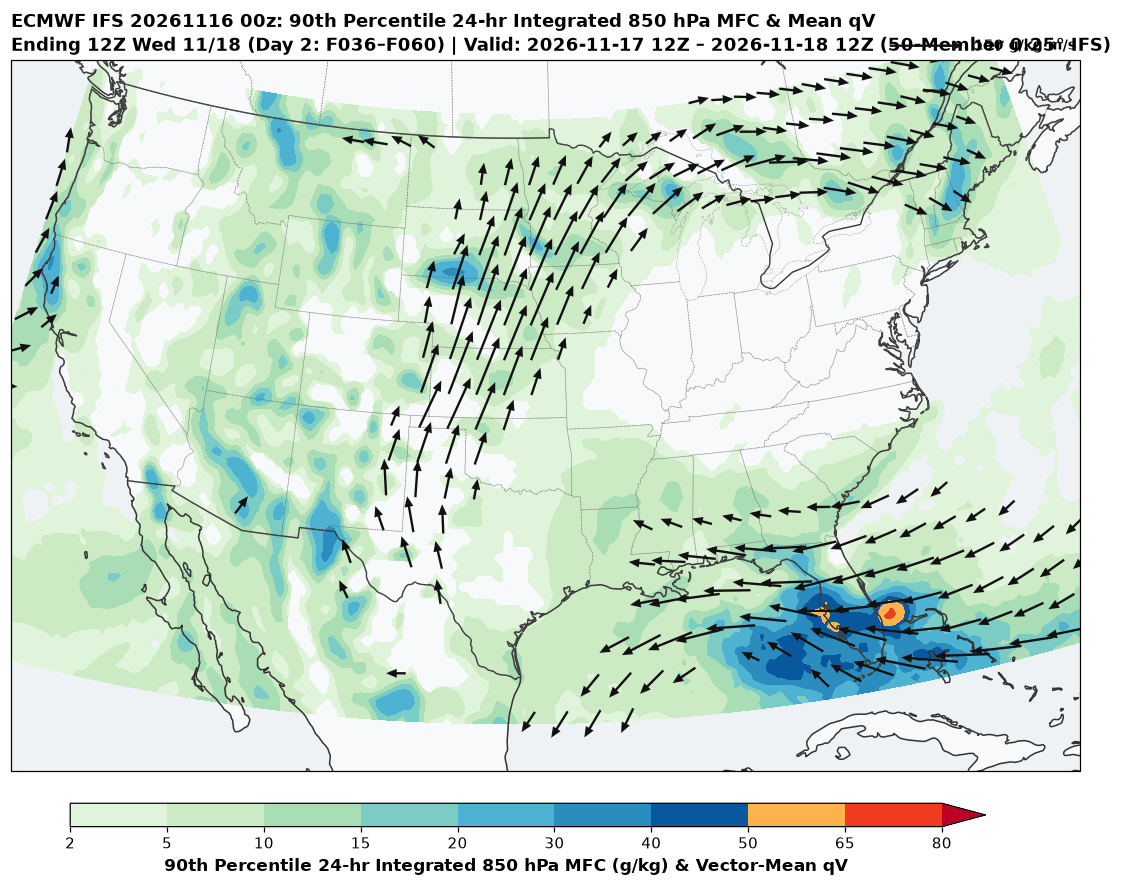 ECMWF IFS 20261116 00z: 90th Percentile 24-hr Integrated 850 hPa MFC & Mean qV
Ending 12Z Wed 11/18 (Day 2: F036–F060) | Valid: 2026-11-17 12Z – 2026-11-18 12Z (50-Member 0.25° IFS)
2 5 10 15 20 30 40 50 65 80
90th Percentile 24-hr Integrated 850 hPa MFC (g/kg) & Vector-Mean qV